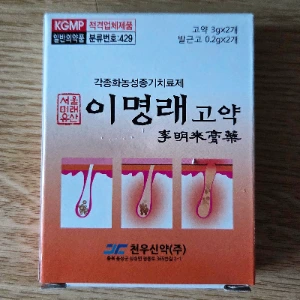 KGMP 적격업체제품
일반의약품 분류번호:429
고약 3g×2개
발근고 0.2g×2개
각종화농성종기치료제
서울
미래
유산
이명래고약
李明来膏藥
천우신약(주)